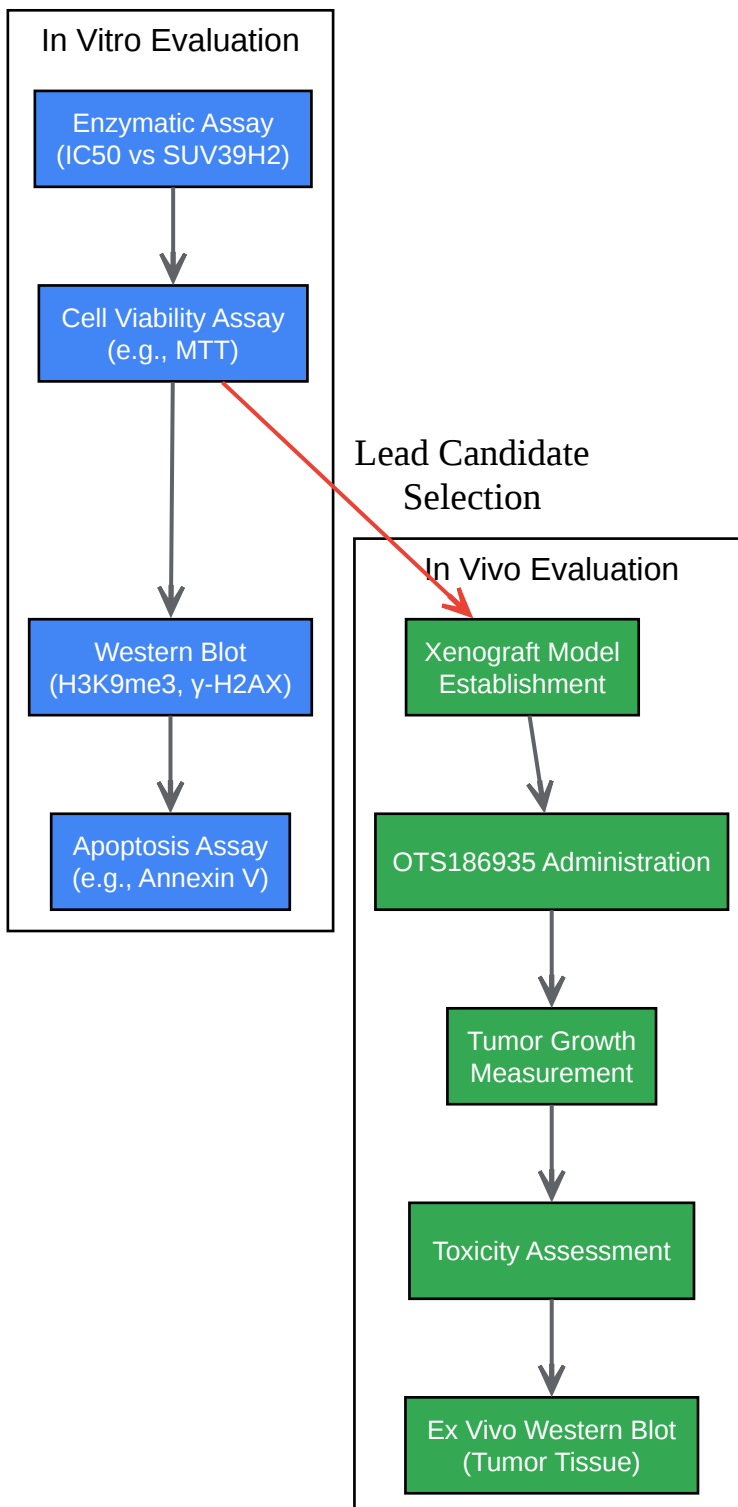 In Vitro Evaluation
Enzymatic Assay
(IC50 vs SUV39H2)
Cell Viability Assay
(e.g., MTT)
Lead Candidate
Selection
Western Blot
(H3K9me3, γ-H2AX)
Apoptosis Assay
(e.g., Annexin V)
In Vivo Evaluation
Xenograft Model
Establishment
OTS186935 Administration
Tumor Growth
Measurement
Toxicity Assessment
Ex Vivo Western Blot
(Tumor Tissue)